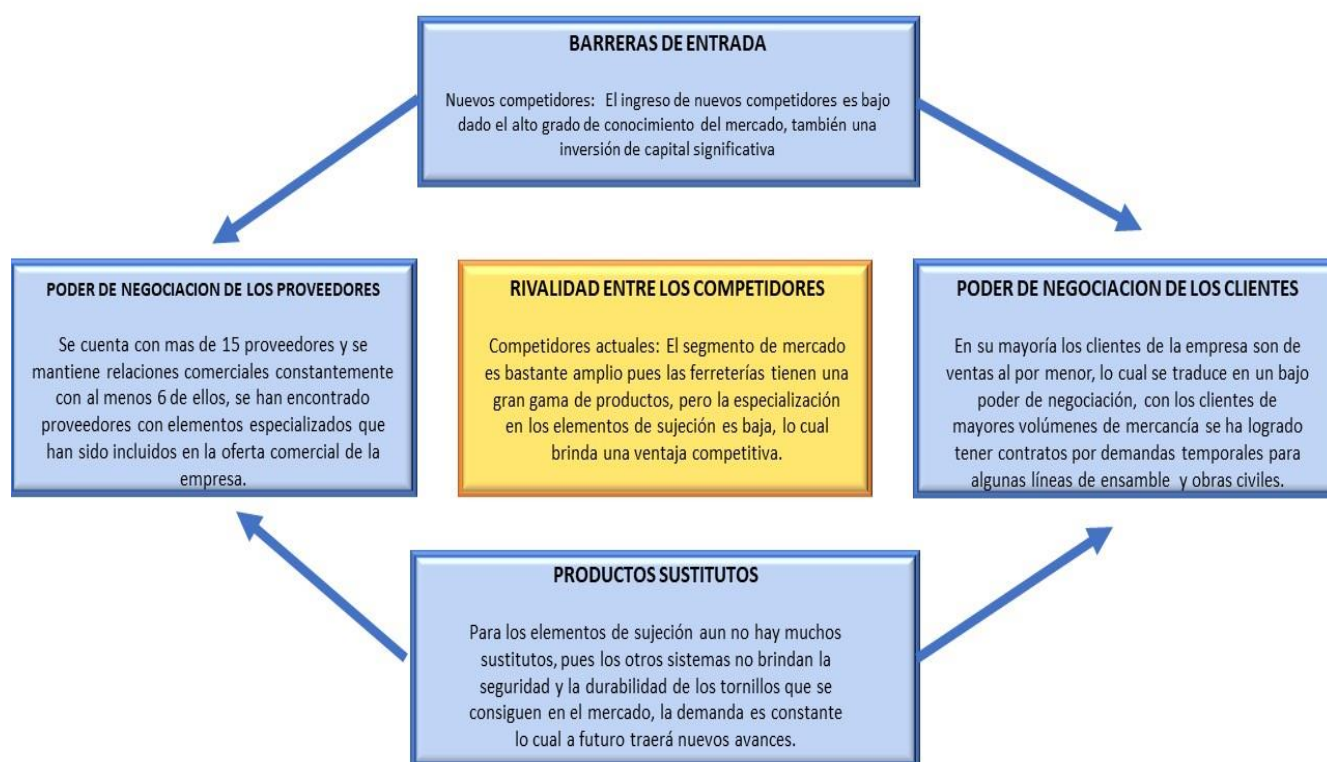 BARRERAS DE ENTRADA
Nuevos competidores: El ingreso de nuevos competidores es bajo
dado el alto grado de conocimiento del mercado, también una
inversión de capital significativa
PODER DE NEGOCIACION DE LOS PROVEEDORES
Se cuenta con mas de 15 proveedores y se
mantiene relaciones comerciales constantemente
con al menos 6 de ellos, se han encontrado
proveedores con elementos especializados que
han sido incluidos en la oferta comercial de la
empresa.
RIVALIDAD ENTRE LOS COMPETIDORES
Competidores actuales: El segmento de mercado
es bastante amplio pues las ferreterías tienen una
gran gama de productos, pero la especialización
en los elementos de sujeción es baja, lo cual
brinda una ventaja competitiva.
PODER DE NEGOCIACION DE LOS CLIENTES
En su mayoría los clientes de la empresa son de
ventas al por menor, lo cual se traduce en un bajo
poder de negociación, con los clientes de
mayores volúmenes de mercancía se ha logrado
tener contratos por demandas temporales para
algunas líneas de ensamble y obras civiles.
PRODUCTOS SUSTITUTOS
Para los elementos de sujeción aun no hay muchos
sustitutos, pues los otros sistemas no brindan la
seguridad y la durabilidad de los tornillos que se
consiguen en el mercado, la demanda es constante
lo cual a futuro traerá nuevos avances.